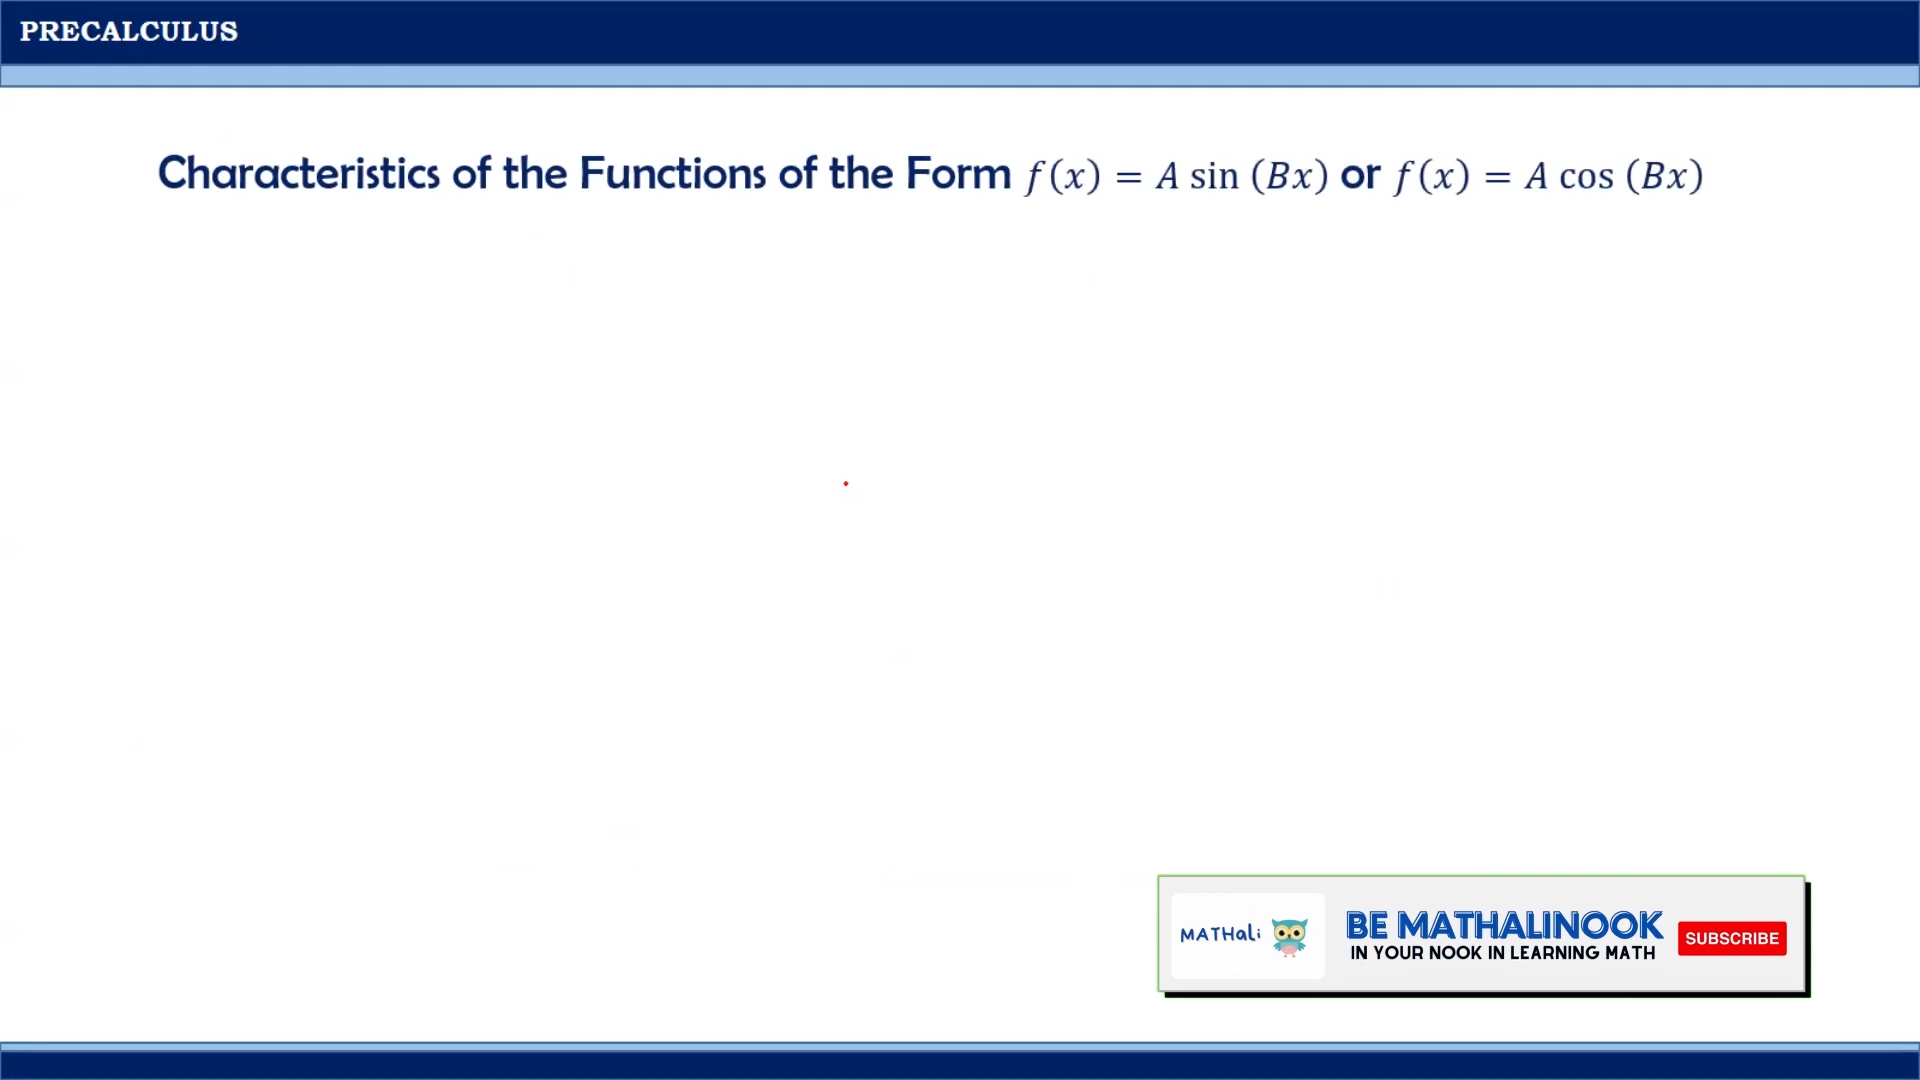 PRECALCULUS
Characteristics of the Functions of the Form f(x) = A sin (Bx) or f(x) = A cos (Bx)
MATHali
BE MATHALINOOK
IN YOUR NOOK IN LEARNING MATH
SUBSCRIBE